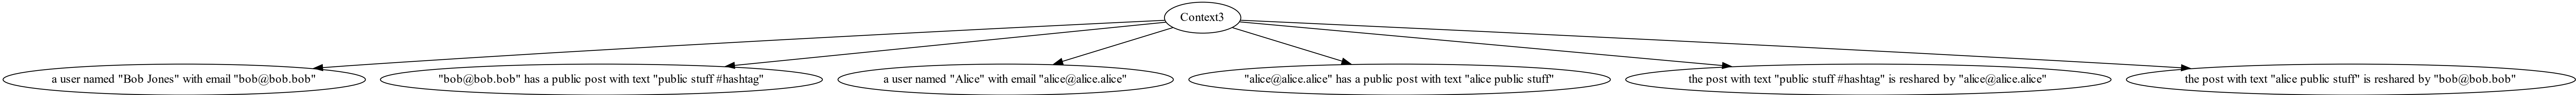 Context3
a user named "Bob Jones" with email "bob@bob.bob"
"bob@bob.bob" has a public post with text "public stuff #hashtag"
a user named "Alice" with email "alice@alice.alice"
"alice@alice.alice" has a public post with text "alice public stuff"
the post with text "public stuff #hashtag" is reshared by "alice@alice.alice"
the post with text "alice public stuff" is reshared by "bob@bob.bob"